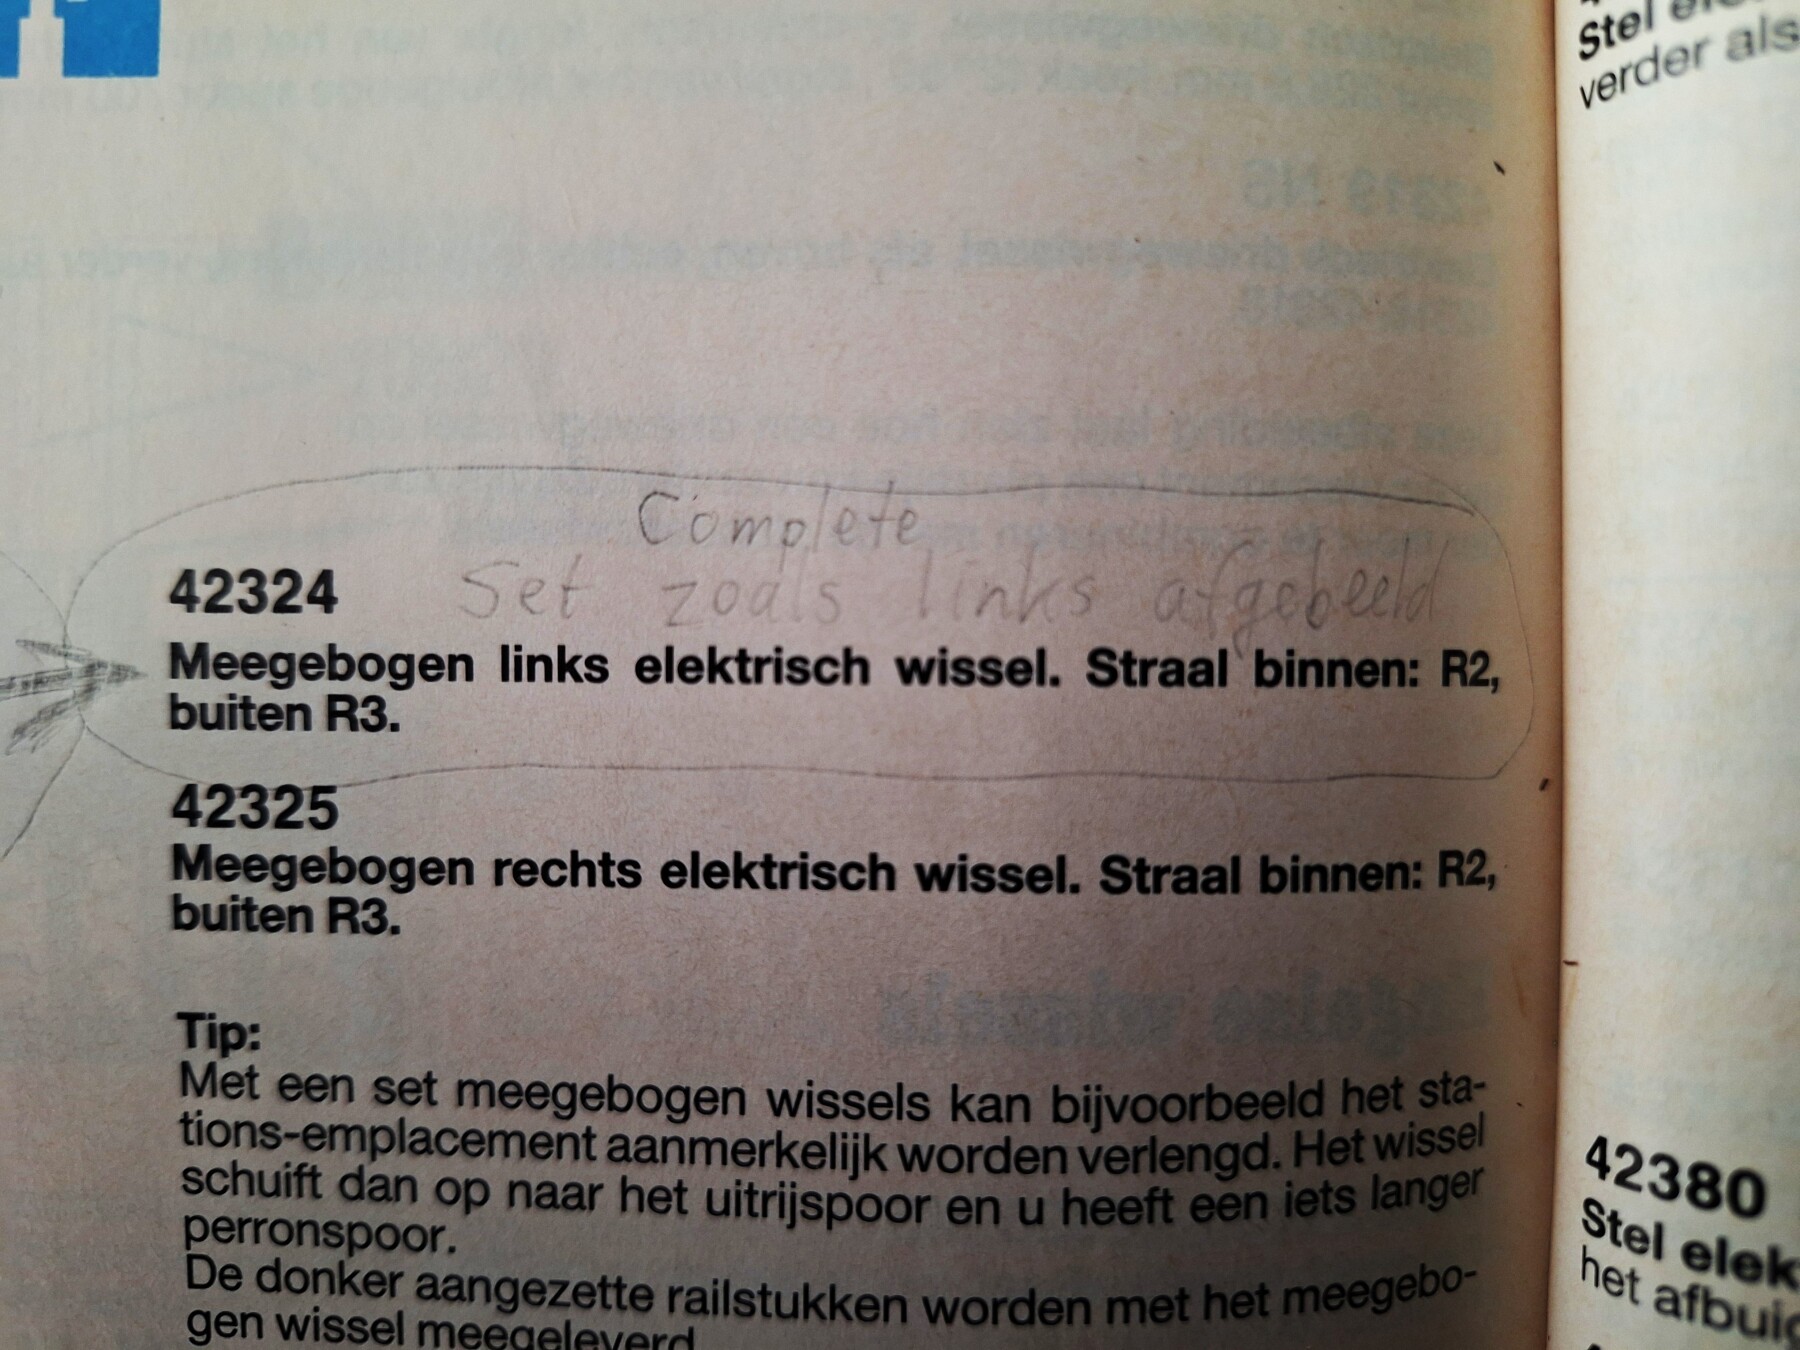 Stel
verder als
Complete
42324 Set zoals links afgebeeld
Meegebogen links elektrisch wissel. Straal binnen: R2,
buiten R3.
42325
Meegebogen rechts elektrisch wissel. Straal binnen: R2,
buiten R3.
Tip:
Met een set meegebogen wissels kan bijvoorbeeld het sta-
tions-emplacement aanmerkelijk worden verlengd. Het wissel
schuift dan op naar het uitrijspoor en u heeft een iets langer
perronspoor.
De donker aangezette railstukken worden met het meegebo-
gen wissel meegeleverd
42380
Stel elek
het afbuig